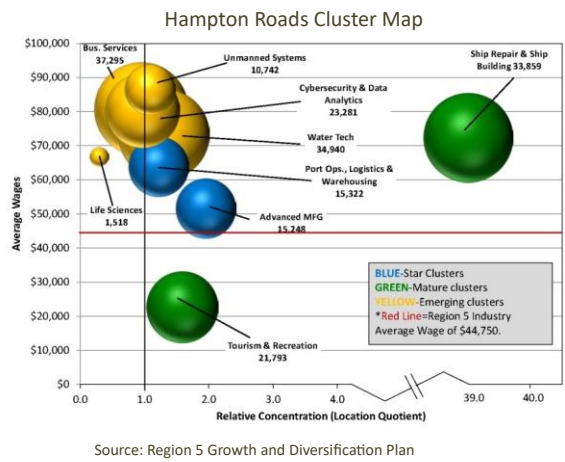 Hampton Roads Cluster Map
$100,000
$90,000
$80,000
$70,000
$60,000
$50,000
$40,000
$30,000
$20,000
$10,000
$0
Average Wages
Bus. Services
37,295
Unmanned Systems
10,742
Ship Repair & Ship
Building 33,859
Cybersecurity & Data
Analytics
23,281
Water Tech
34,940
Port Ops., Logistics &
Warehousing
15,322
Life Sciences
1,518
Advanced MFG
15,248
Tourism & Recreation
21,793
BLUE-Star Clusters
GREEN-Mature clusters
YELLOW-Emerging clusters
*Red Line=Region 5 Industry
Average Wage of $44,750.
0.0 1.0 2.0 3.0 4.0 39.0 40.0
Relative Concentration (Location Quotient)
Source: Region 5 Growth and Diversification Plan